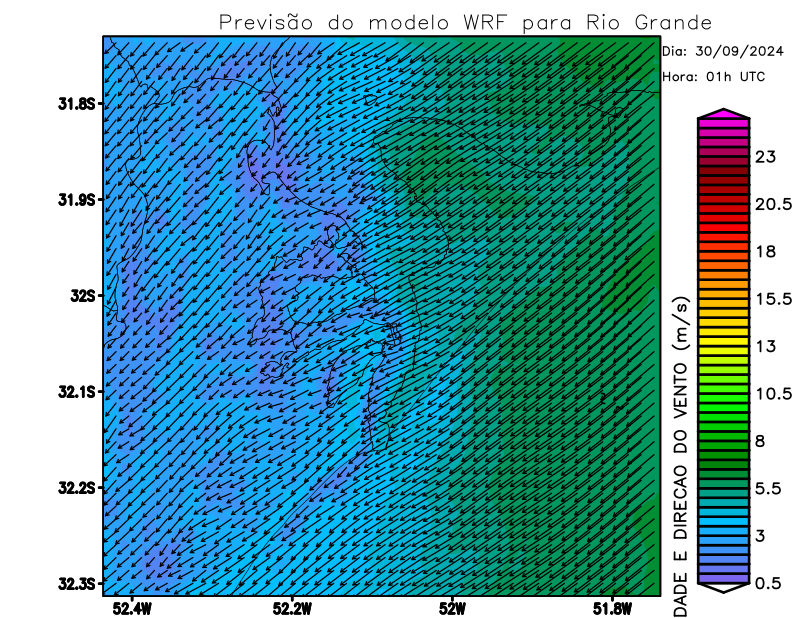 Previsão do modelo WRF para Rio Grande
Dia: 30/09/2024
Hora: 01h UTC
31.8S
31.9S
32S
32.1S
32.2S
32.3S
52.4W
52.2W
52W
51.8W
DADE E DIRECAO DO VENTO (m/s)
23
20.5
18
15.5
13
10.5
8
5.5
3
0.5